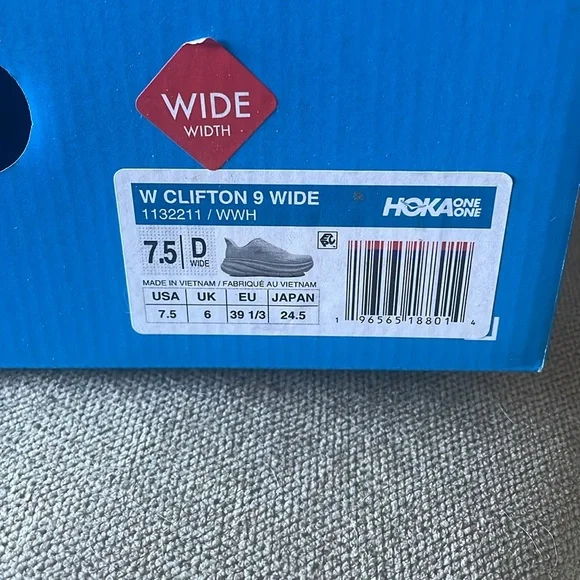 WIDE
WIDTH
W CLIFTON 9 WIDE
1132211 / WWH
HOKA ONE ONE
7.5 D
WIDE
MADE IN VIETNAM / FABRIQUÉ AU VIETNAM
USA UK EU JAPAN
7.5 6 39 1/3 24.5
1 96565 18801 4